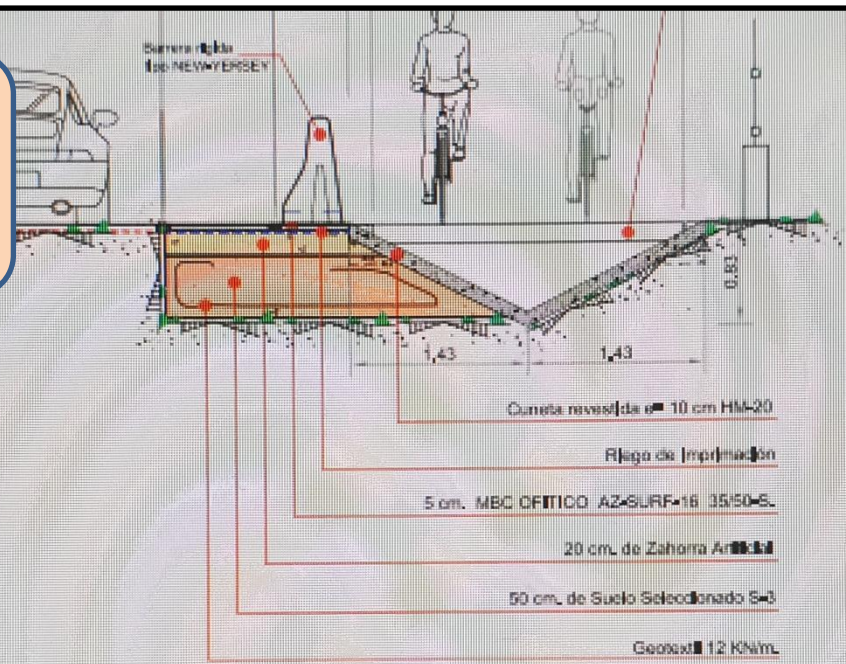 Barrera rígida
tipo NEW-YERSEY
0.83
1,43
1,43
Cuneta revestida e= 10 cm HM-20
Riego de Imprimación
5 cm. MBC OFITICO AZ-SURF-16 35/50-S.
20 cm. de Zahorra Artificial
50 cm. de Suelo Seleccionado S-3
Geotextil 12 KN/m.